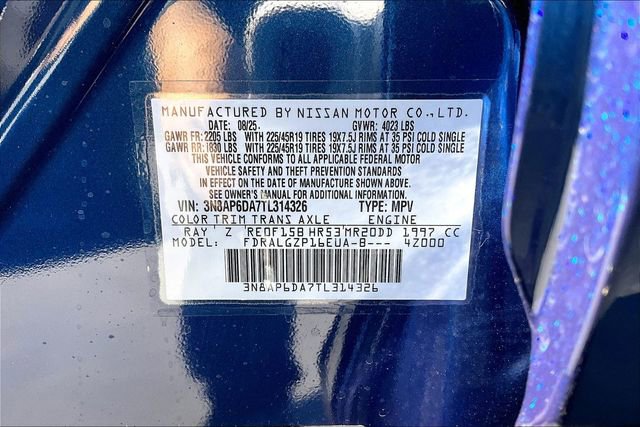 MANUFACTURED BY NISSAN MOTOR CO.,LTD.
DATE: 08/25. GVWR: 4023 LBS
GAWR FR: 2205 LBS WITH 225/45R19 TIRES 19X7.5J RIMS AT 35 PSI COLD SINGLE
GAWR RR: 1830 LBS WITH 225/45R19 TIRES 19X7.5J RIMS AT 35 PSI COLD SINGLE
THIS VEHICLE CONFORMS TO ALL APPLICABLE FEDERAL MOTOR
VEHICLE SAFETY AND THEFT PREVENTION STANDARDS
IN EFFECT ON THE DATE OF MANUFACTURE SHOWN ABOVE.
SEE OWNER'S MANUAL FOR ADDITIONAL INFORMATION.
VIN: 3N8AP6DA7TL314326 TYPE: MPV
COLOR TRIM TRANS AXLE ENGINE
RAY' Z 'RE0F15B HR53'MR20DD 1997 CC
MODEL: FDRALGZP16EUA-B--- 4Z000
3N8AP6DA7TL314326